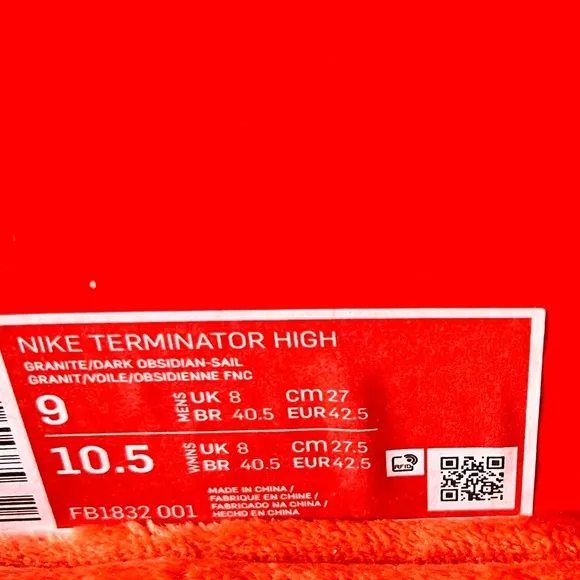 NIKE TERMINATOR HIGH
GRANITE/DARK OBSIDIAN-SAIL
GRANIT/VOILE/OBSIDIENNE FNC
9 MENS UK 8 cm 27
BR 40.5 EUR 42.5
10.5 WMNS UK 8 cm 27.5
BR 40.5 EUR 42.5
RFID
FB1832 001
MADE IN CHINA /
FABRIQUE EN CHINE /
FABRICADO NA CHINA /
HECHO EN CHINA